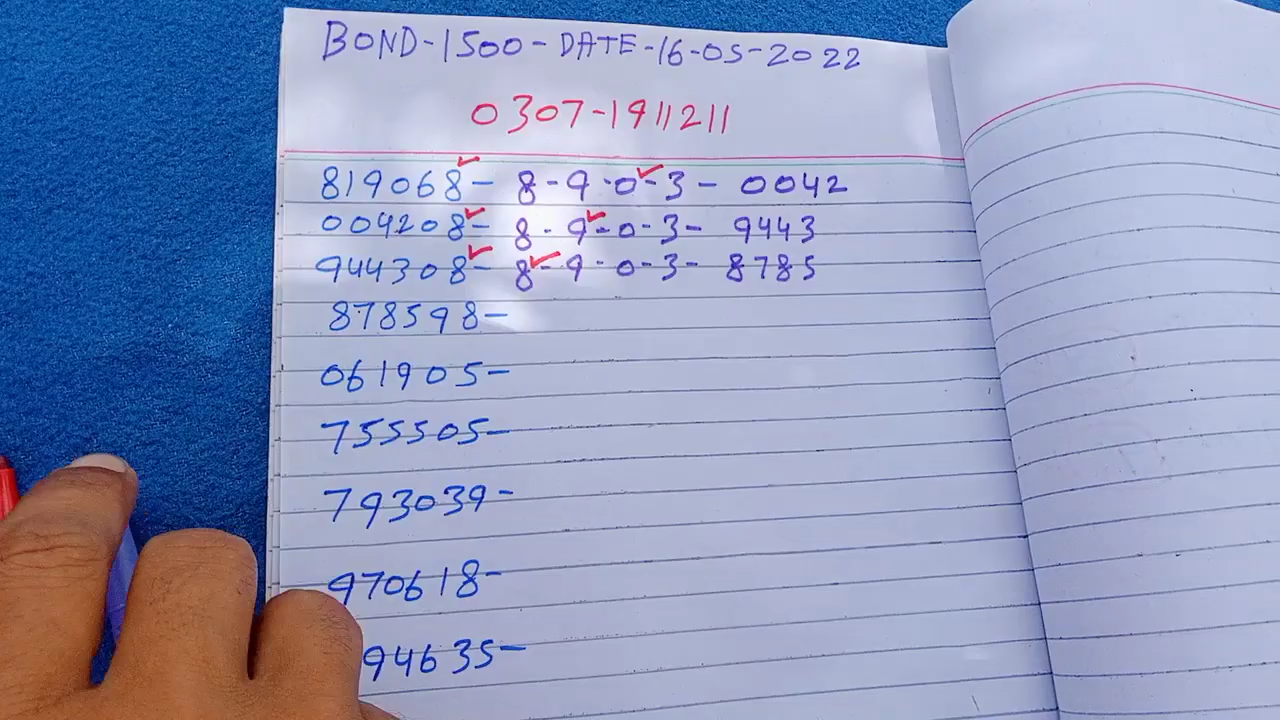 BOND-1500-DATE-16-05-2022
0307-1911211
819068- 8-9-0-3- 0042
004208- 8-9-0-3- 9443
944308- 8-9-0-3- 8785
878598-
061905-
755505-
793039-
970618-
94635-